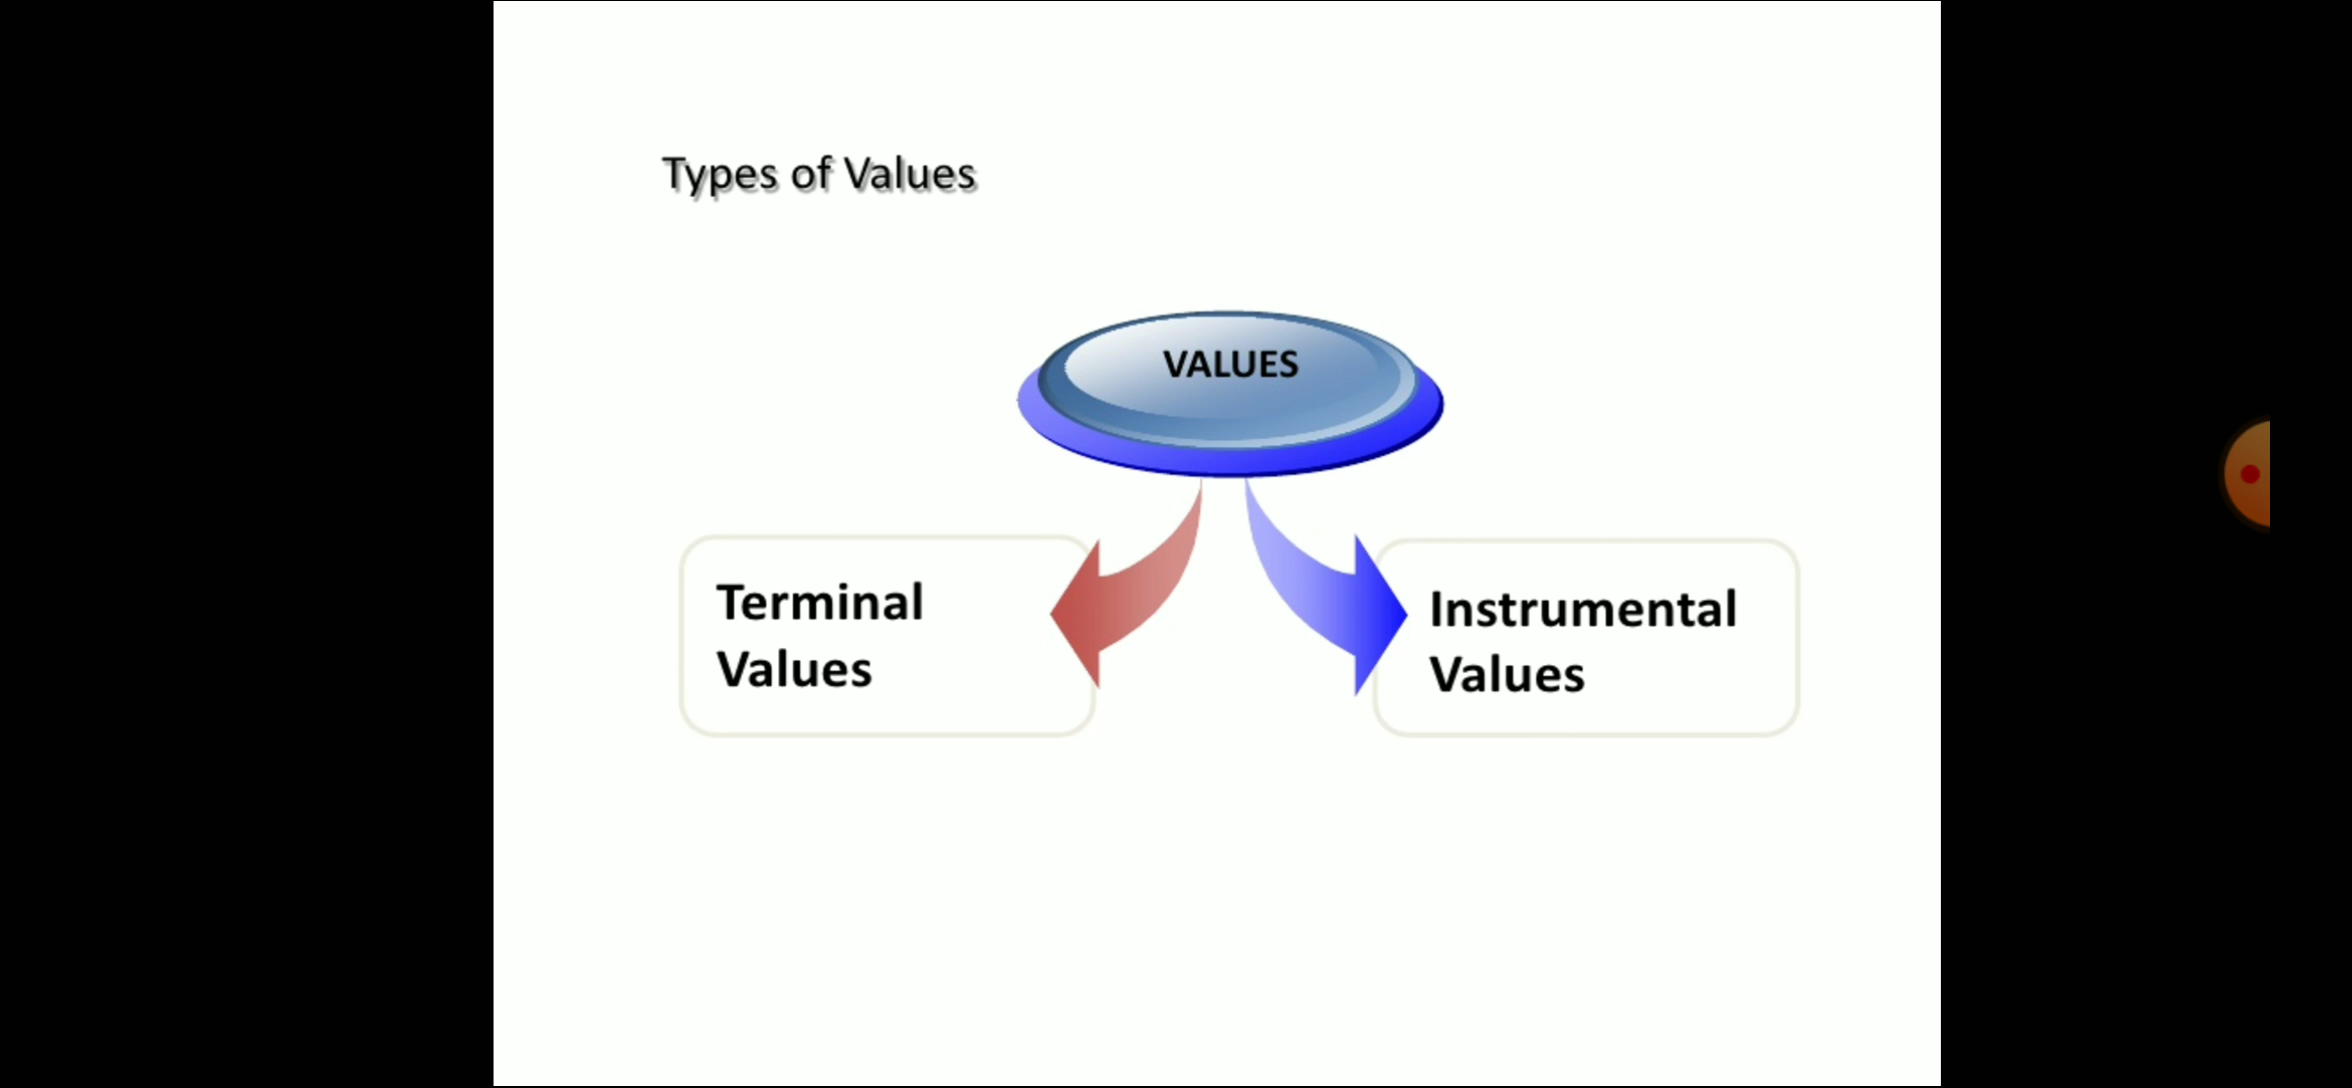 Types of Values
VALUES
Terminal
Values
Instrumental
Values